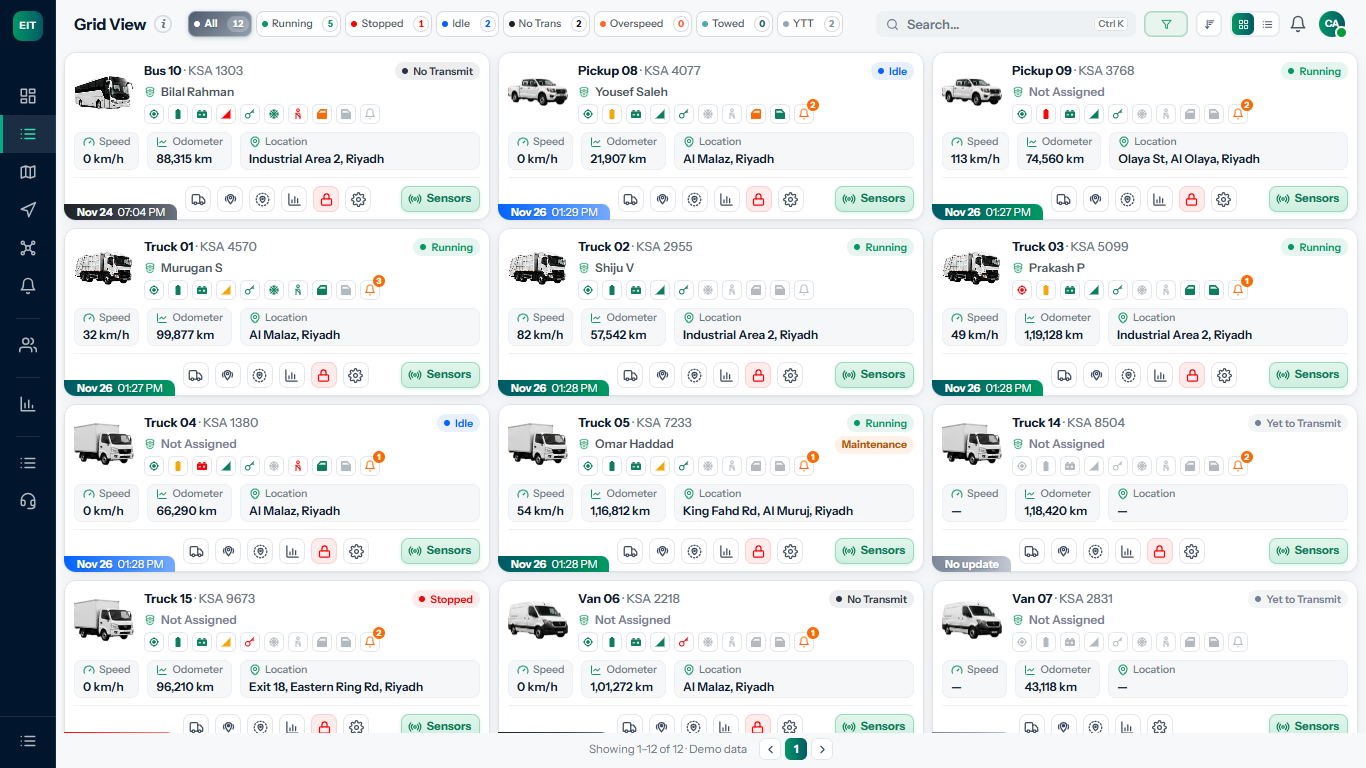 EIT
Grid View
All 12
Running 5
Stopped 1
Idle 2
No Trans 2
Overspeed 0
Towed 0
YTT 2
Search... Ctrl K
CA
Bus 10 · KSA 1303
No Transmit
Bilal Rahman
Speed Odometer Location
0 km/h 88,315 km Industrial Area 2, Riyadh
Sensors
Nov 24 07:04 PM
Pickup 08 · KSA 4077
Idle
Yousef Saleh
2
Speed Odometer Location
0 km/h 21,907 km Al Malaz, Riyadh
Sensors
Nov 26 01:29 PM
Pickup 09 · KSA 3768
Running
Not Assigned
2
Speed Odometer Location
113 km/h 74,560 km Olaya St, Al Olaya, Riyadh
Sensors
Nov 26 01:27 PM
Truck 01 · KSA 4570
Running
Murugan S
3
Speed Odometer Location
32 km/h 99,877 km Al Malaz, Riyadh
Sensors
Nov 26 01:27 PM
Truck 02 · KSA 2955
Running
Shiju V
Speed Odometer Location
82 km/h 57,542 km Industrial Area 2, Riyadh
Sensors
Nov 26 01:28 PM
Truck 03 · KSA 5099
Running
Prakash P
1
Speed Odometer Location
49 km/h 1,19,128 km Industrial Area 2, Riyadh
Sensors
Nov 26 01:28 PM
Truck 04 · KSA 1380
Idle
Not Assigned
1
Speed Odometer Location
0 km/h 66,290 km Al Malaz, Riyadh
Sensors
Nov 26 01:28 PM
Truck 05 · KSA 7233
Running
Omar Haddad
Maintenance
1
Speed Odometer Location
54 km/h 1,16,812 km King Fahd Rd, Al Muruj, Riyadh
Sensors
Nov 26 01:28 PM
Truck 14 · KSA 8504
Yet to Transmit
Not Assigned
2
Speed Odometer Location
— 1,18,420 km —
Sensors
No update
Truck 15 · KSA 9673
Stopped
Not Assigned
2
Speed Odometer Location
0 km/h 96,210 km Exit 18, Eastern Ring Rd, Riyadh
Sensors
Van 06 · KSA 2218
No Transmit
Not Assigned
1
Speed Odometer Location
0 km/h 1,01,272 km Al Malaz, Riyadh
Sensors
Van 07 · KSA 2831
Yet to Transmit
Not Assigned
Speed Odometer Location
— 43,118 km —
Sensors
Showing 1–12 of 12 · Demo data
1